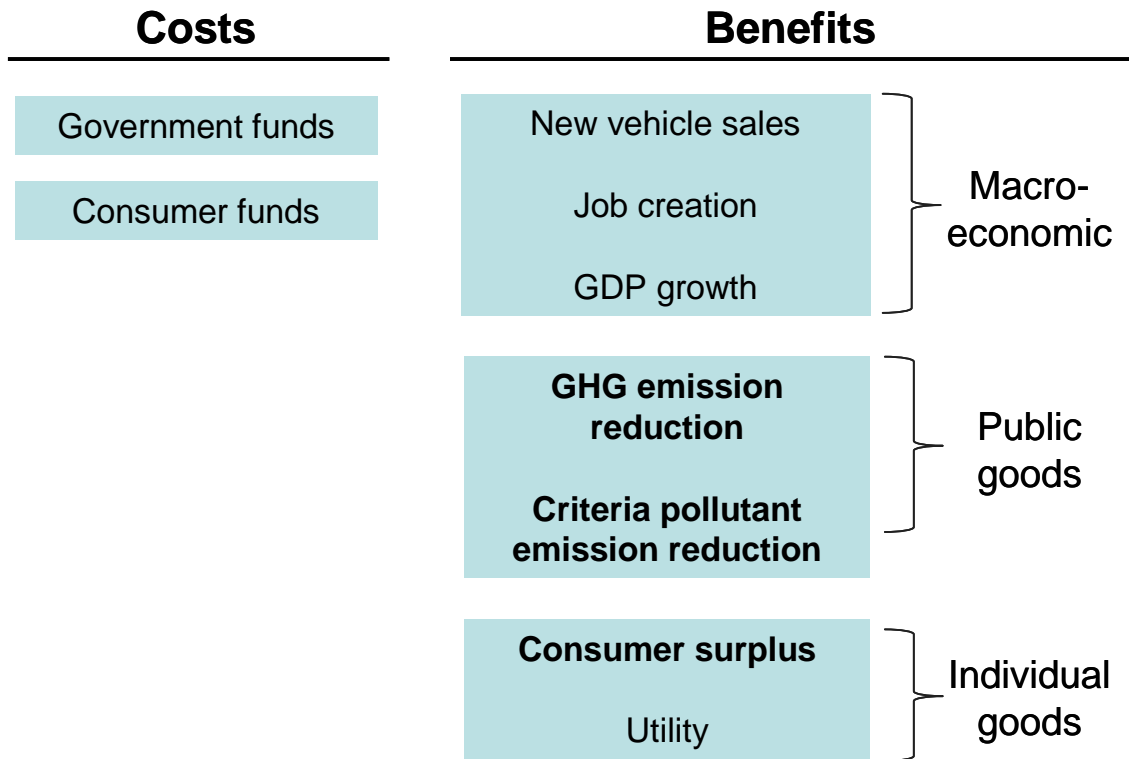 Costs
Benefits
Government funds
Consumer funds
New vehicle sales
Job creation
GDP growth
Macro-
economic
GHG emission
reduction
Criteria pollutant
emission reduction
Public
goods
Consumer surplus
Utility
Individual
goods